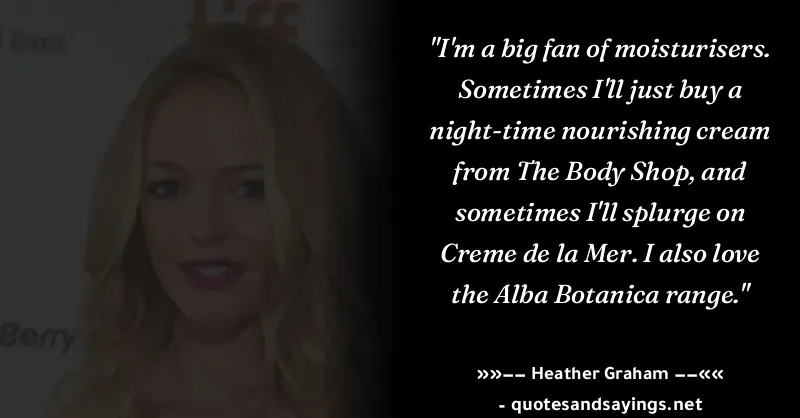 tiff
Bank
Berry
"I'm a big fan of moisturisers.
Sometimes I'll just buy a
night-time nourishing cream
from The Body Shop, and
sometimes I'll splurge on
Creme de la Mer. I also love
the Alba Botanica range."
»»−− Heather Graham −−««
- quotesandsayings.net